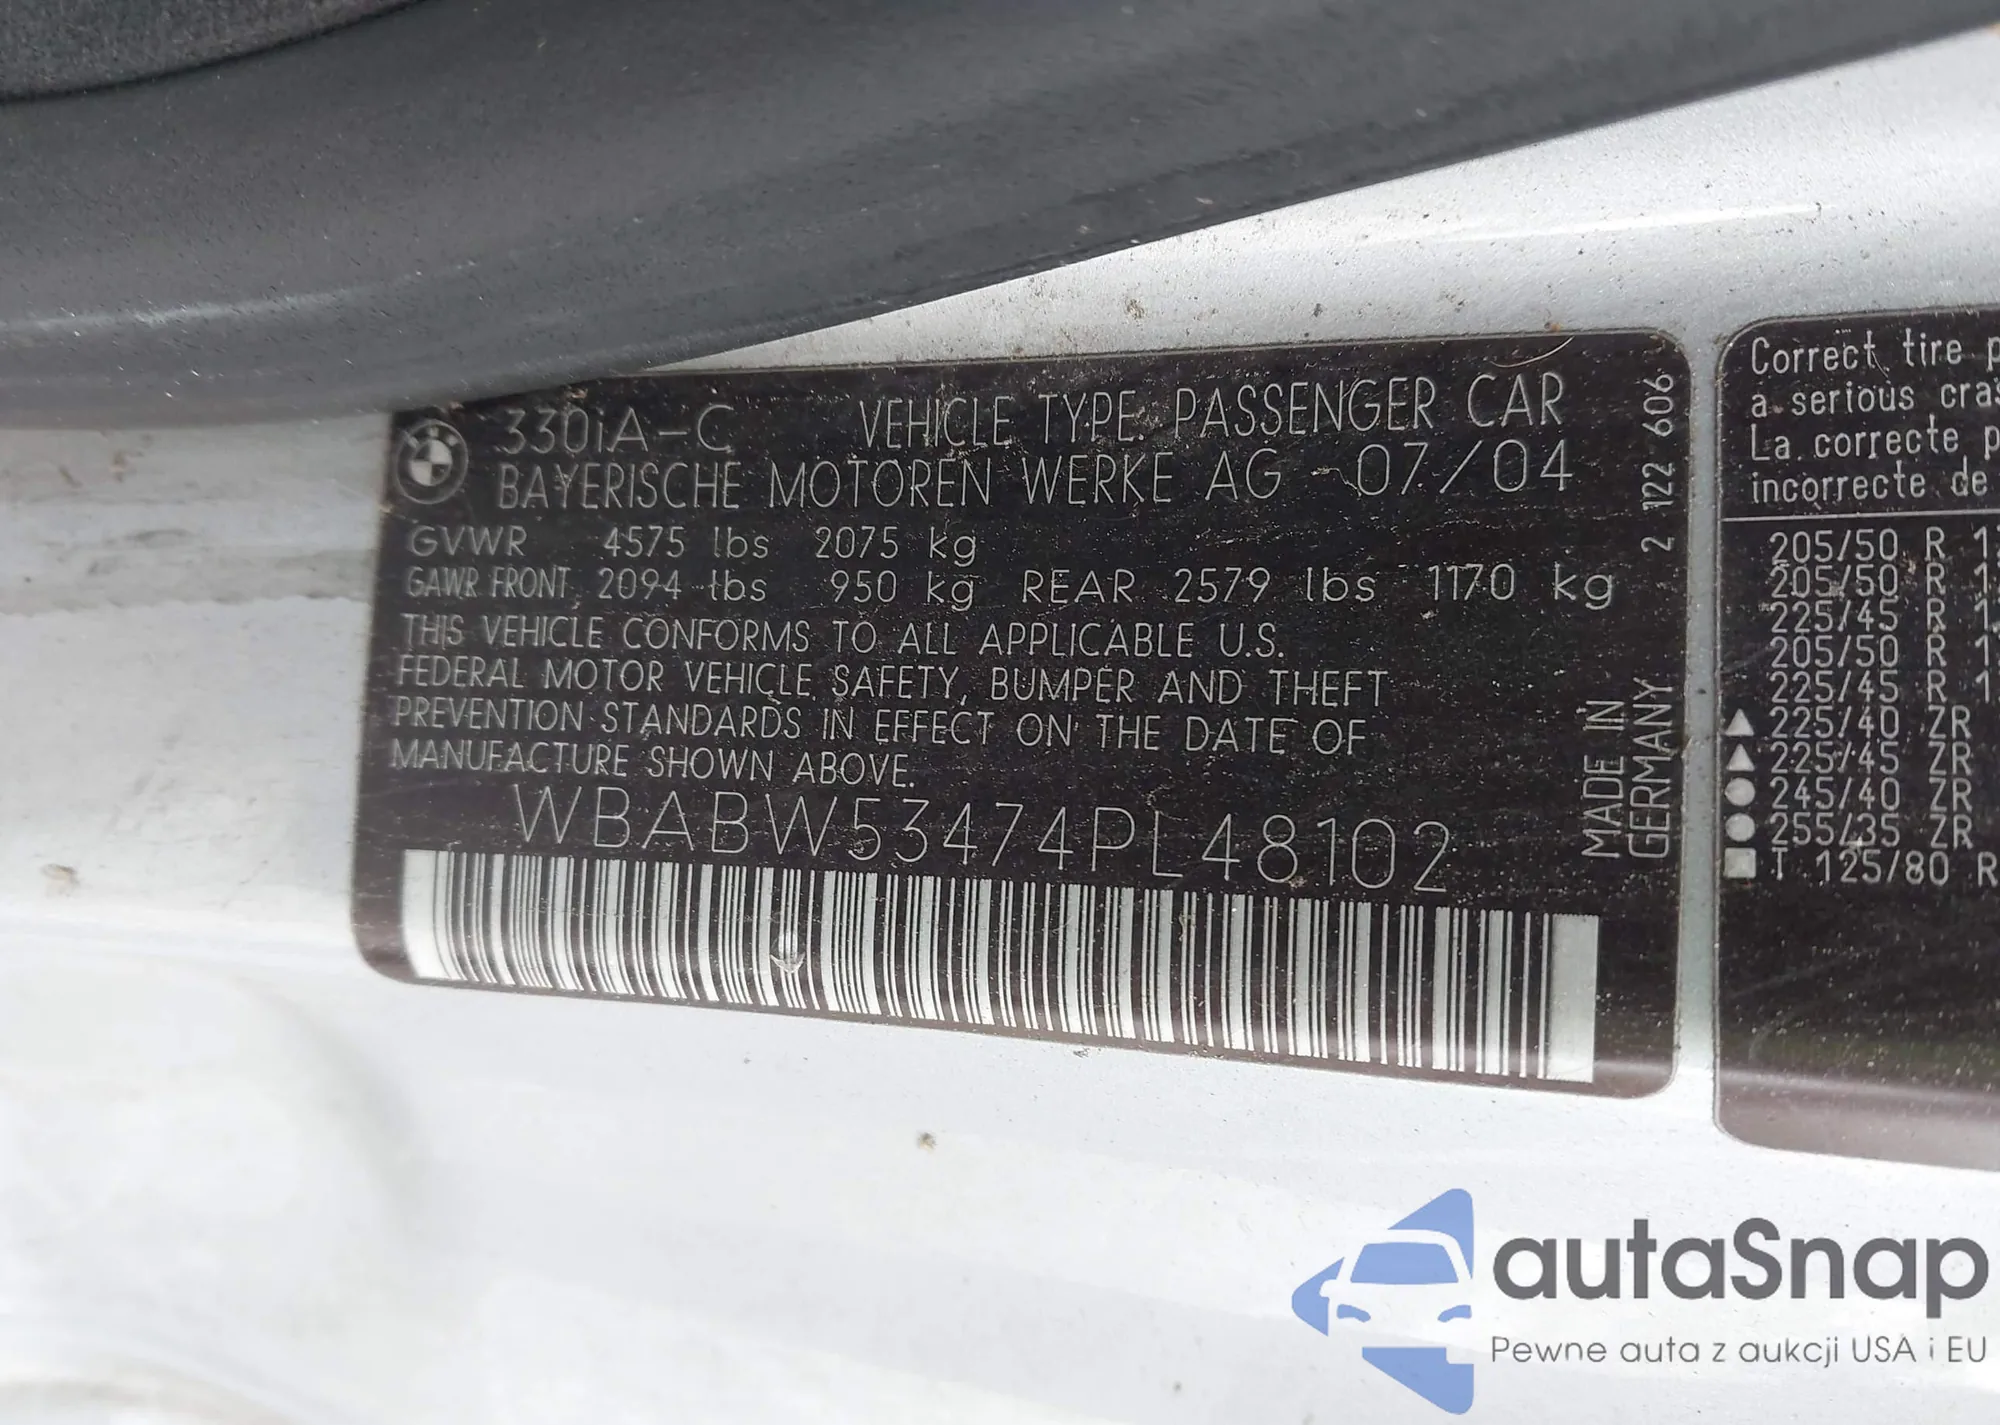 330iA-C VEHICLE TYPE: PASSENGER CAR
BAYERISCHE MOTOREN WERKE AG 07/04
GVWR 4575 lbs 2075 kg
GAWR FRONT 2094 lbs 950 kg REAR 2579 lbs 1170 kg
THIS VEHICLE CONFORMS TO ALL APPLICABLE U.S.
FEDERAL MOTOR VEHICLE SAFETY, BUMPER AND THEFT
PREVENTION STANDARDS IN EFFECT ON THE DATE OF
MANUFACTURE SHOWN ABOVE.
WBABW53474PL48102
MADE IN
GERMANY
2 122 606
Correct tire
a serious
La correcte
incorrecte de
205/50 R
205/50 R
225/45 R
205/50 R
225/45 R
225/40 ZR
225/45 ZR
245/40 ZR
255/35 ZR
T 125/80 R
autaSnap
Pewne auta z aukcji USA i EU